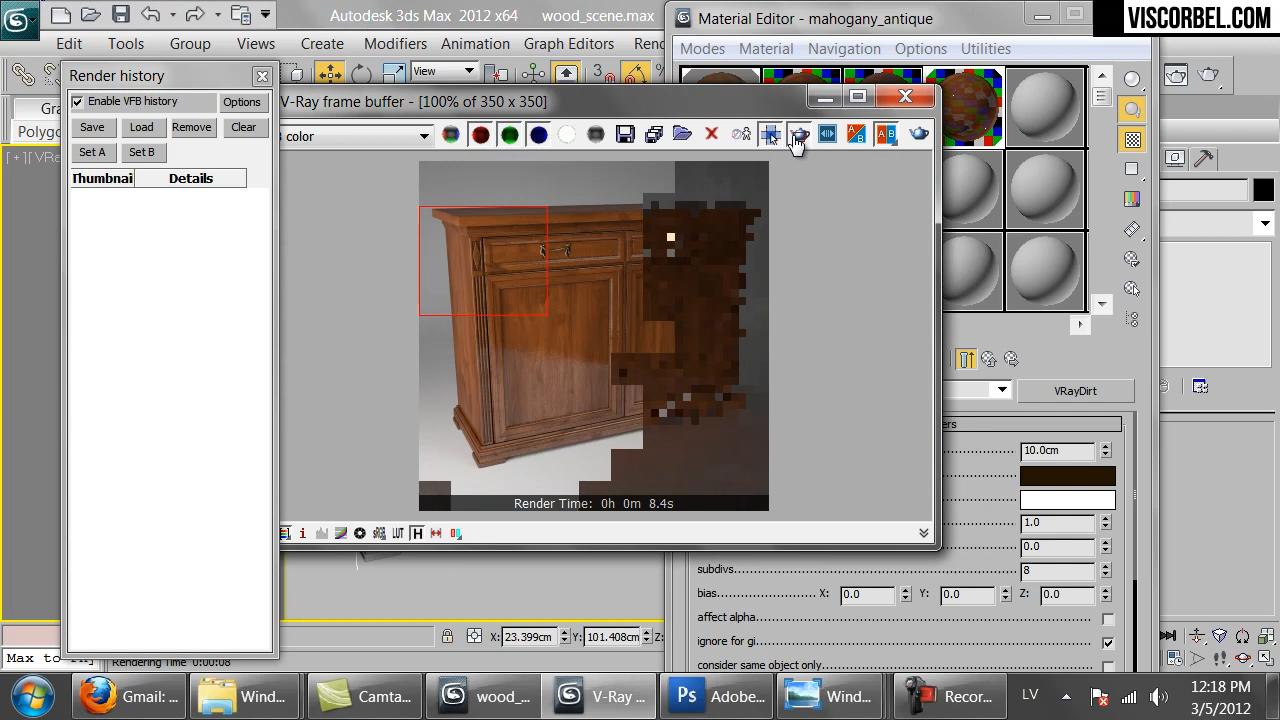 Autodesk 3ds Max 2012 x64 wood_scene.max
Material Editor - mahogany_antique
VISCORBEL.COM
Edit Tools Group Views Create Modifiers Animation Graph Editors
Modes Material Navigation Options Utilities
View
Render history
Enable VFB history
Options
Save Load Remove Clear
Set A Set B
Details
V-Ray frame buffer - [100% of 350 x 350]
color
Render Time: 0h 0m 8.4s
LUT H
VRayDirt
10.0cm
1.0
0.0
subdivs
8
bias X: 0.0 Y: 0.0 Z: 0.0
affect alpha
ignore for gi
consider same object only
X: 23.399cm Y: 101.408cm Z:
Rendering Time 0:00:08
Gmail: ... Wind... Camta... wood_... V-Ray ... Adobe... Wind... Recor... LV 12:18 PM
3/5/2012